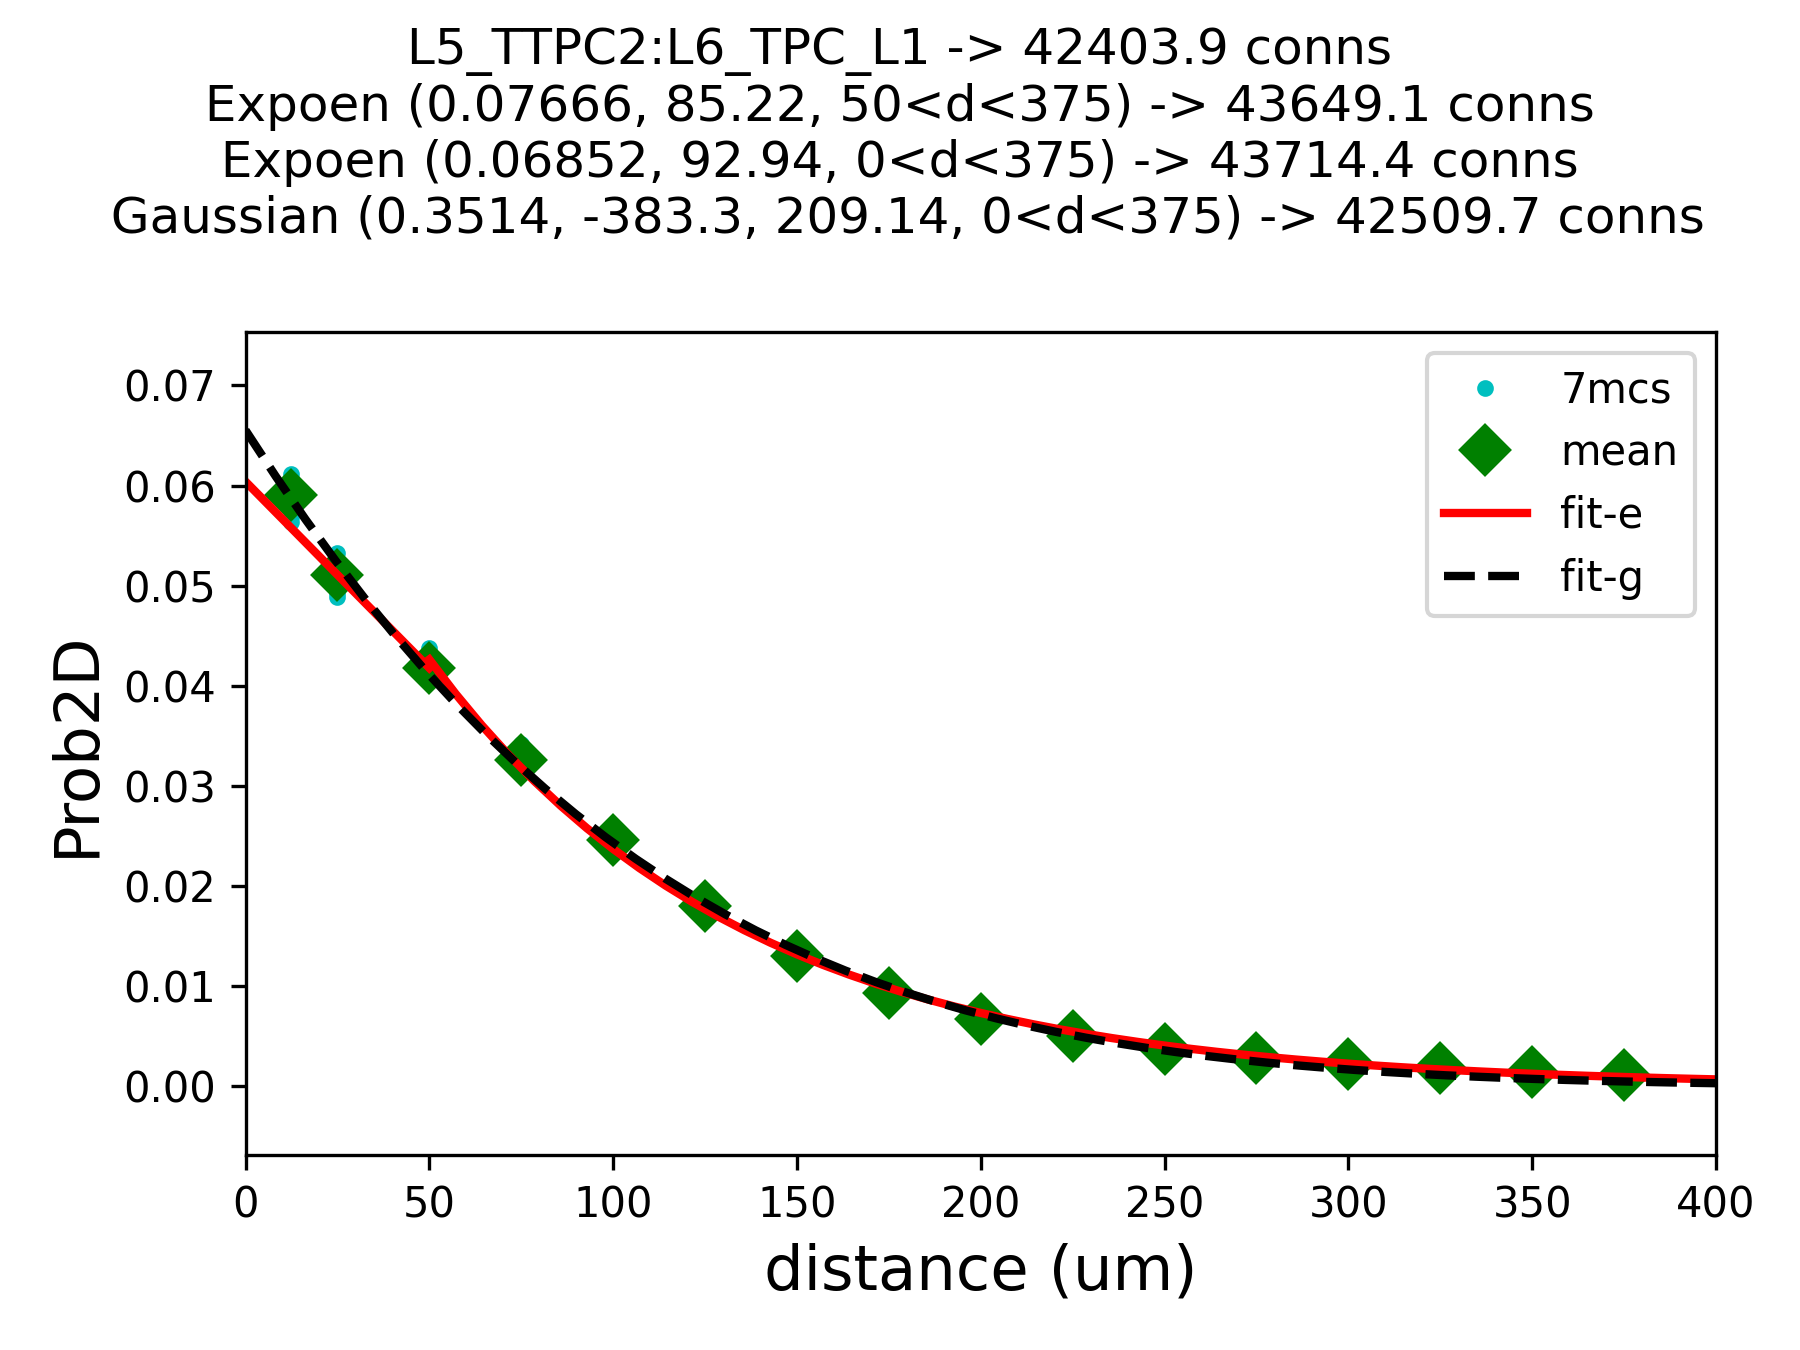 L5_TTPC2:L6_TPC_L1 -> 42403.9 conns
Expoen (0.07666, 85.22, 50<d<375) -> 43649.1 conns
Expoen (0.06852, 92.94, 0<d<375) -> 43714.4 conns
Gaussian (0.3514, -383.3, 209.14, 0<d<375) -> 42509.7 conns
0.07
0.06
0.05
0.04
0.03
0.02
0.01
0.00
Prob2D
7mcs
mean
fit-e
fit-g
0 50 100 150 200 250 300 350 400
distance (um)